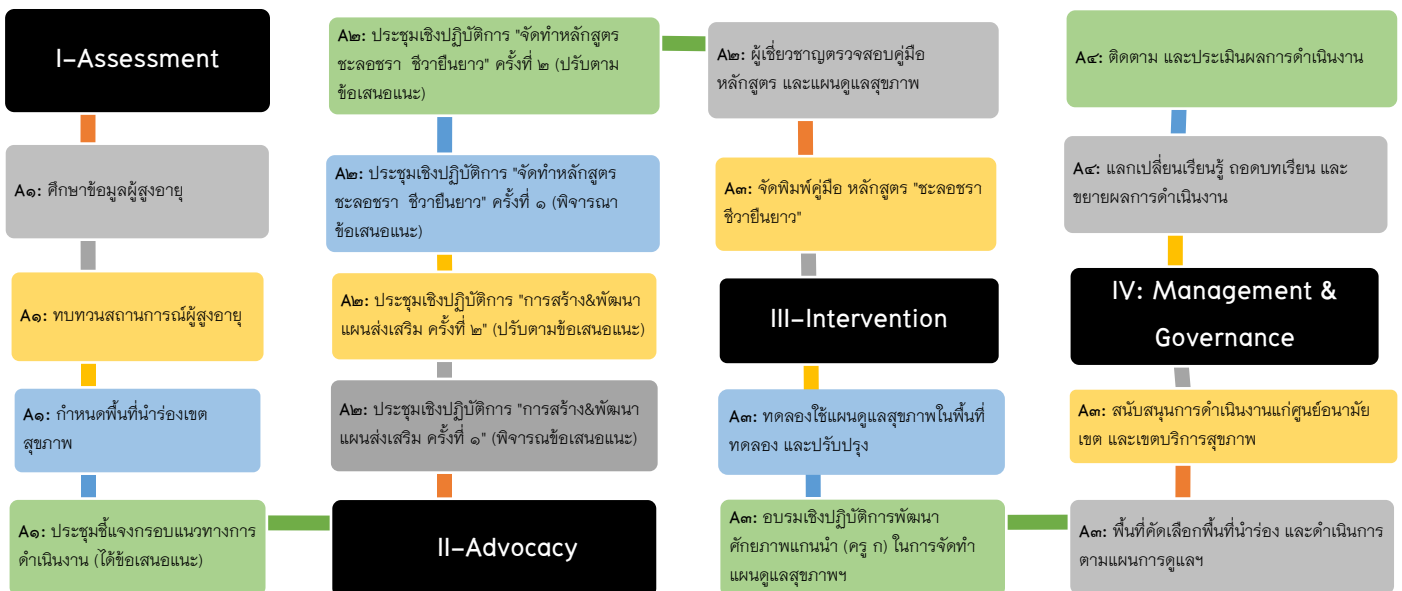 I-Assessment
A๑: ศึกษาข้อมูลผู้สูงอายุ
A๑: ทบทวนสถานการณ์ผู้สูงอายุ
A๑: กำหนดพื้นที่นำร่องเขต
สุขภาพ
A๑: ประชุมชี้แจงกรอบแนวทางการ
ดำเนินงาน (ได้ข้อเสนอแนะ)
II-Advocacy
A๒: ประชุมเชิงปฏิบัติการ "การสร้าง&พัฒนา
แผนส่งเสริม ครั้งที่ ๑" (พิจารณข้อเสนอแนะ)
A๒: ประชุมเชิงปฏิบัติการ "การสร้าง&พัฒนา
แผนส่งเสริม ครั้งที่ ๒" (ปรับตามข้อเสนอแนะ)
A๒: ประชุมเชิงปฏิบัติการ "จัดทำหลักสูตร
ชะลอชรา ชีวายืนยาว" ครั้งที่ ๑ (พิจารณา
ข้อเสนอแนะ)
A๒: ประชุมเชิงปฏิบัติการ "จัดทำหลักสูตร
ชะลอชรา ชีวายืนยาว" ครั้งที่ ๒ (ปรับตาม
ข้อเสนอแนะ)
A๒: ผู้เชี่ยวชาญตรวจสอบคู่มือ
หลักสูตร และแผนดูแลสุขภาพ
A๓: จัดพิมพ์คู่มือ หลักสูตร "ชะลอชรา
ชีวายืนยาว"
III-Intervention
A๓: ทดลองใช้แผนดูแลสุขภาพในพื้นที่
ทดลอง และปรับปรุง
A๓: อบรมเชิงปฏิบัติการพัฒนา
ศักยภาพแกนนำ (ครู ก) ในการจัดทำ
แผนดูแลสุขภาพฯ
A๓: พื้นที่คัดเลือกพื้นที่นำร่อง และดำเนินการ
ตามแผนการดูแลฯ
A๓: สนับสนุนการดำเนินงานแก่ศูนย์อนามัย
เขต และเขตบริการสุขภาพ
IV: Management &
Governance
A๔: แลกเปลี่ยนเรียนรู้ ถอดบทเรียน และ
ขยายผลการดำเนินงาน
A๔: ติดตาม และประเมินผลการดำเนินงาน